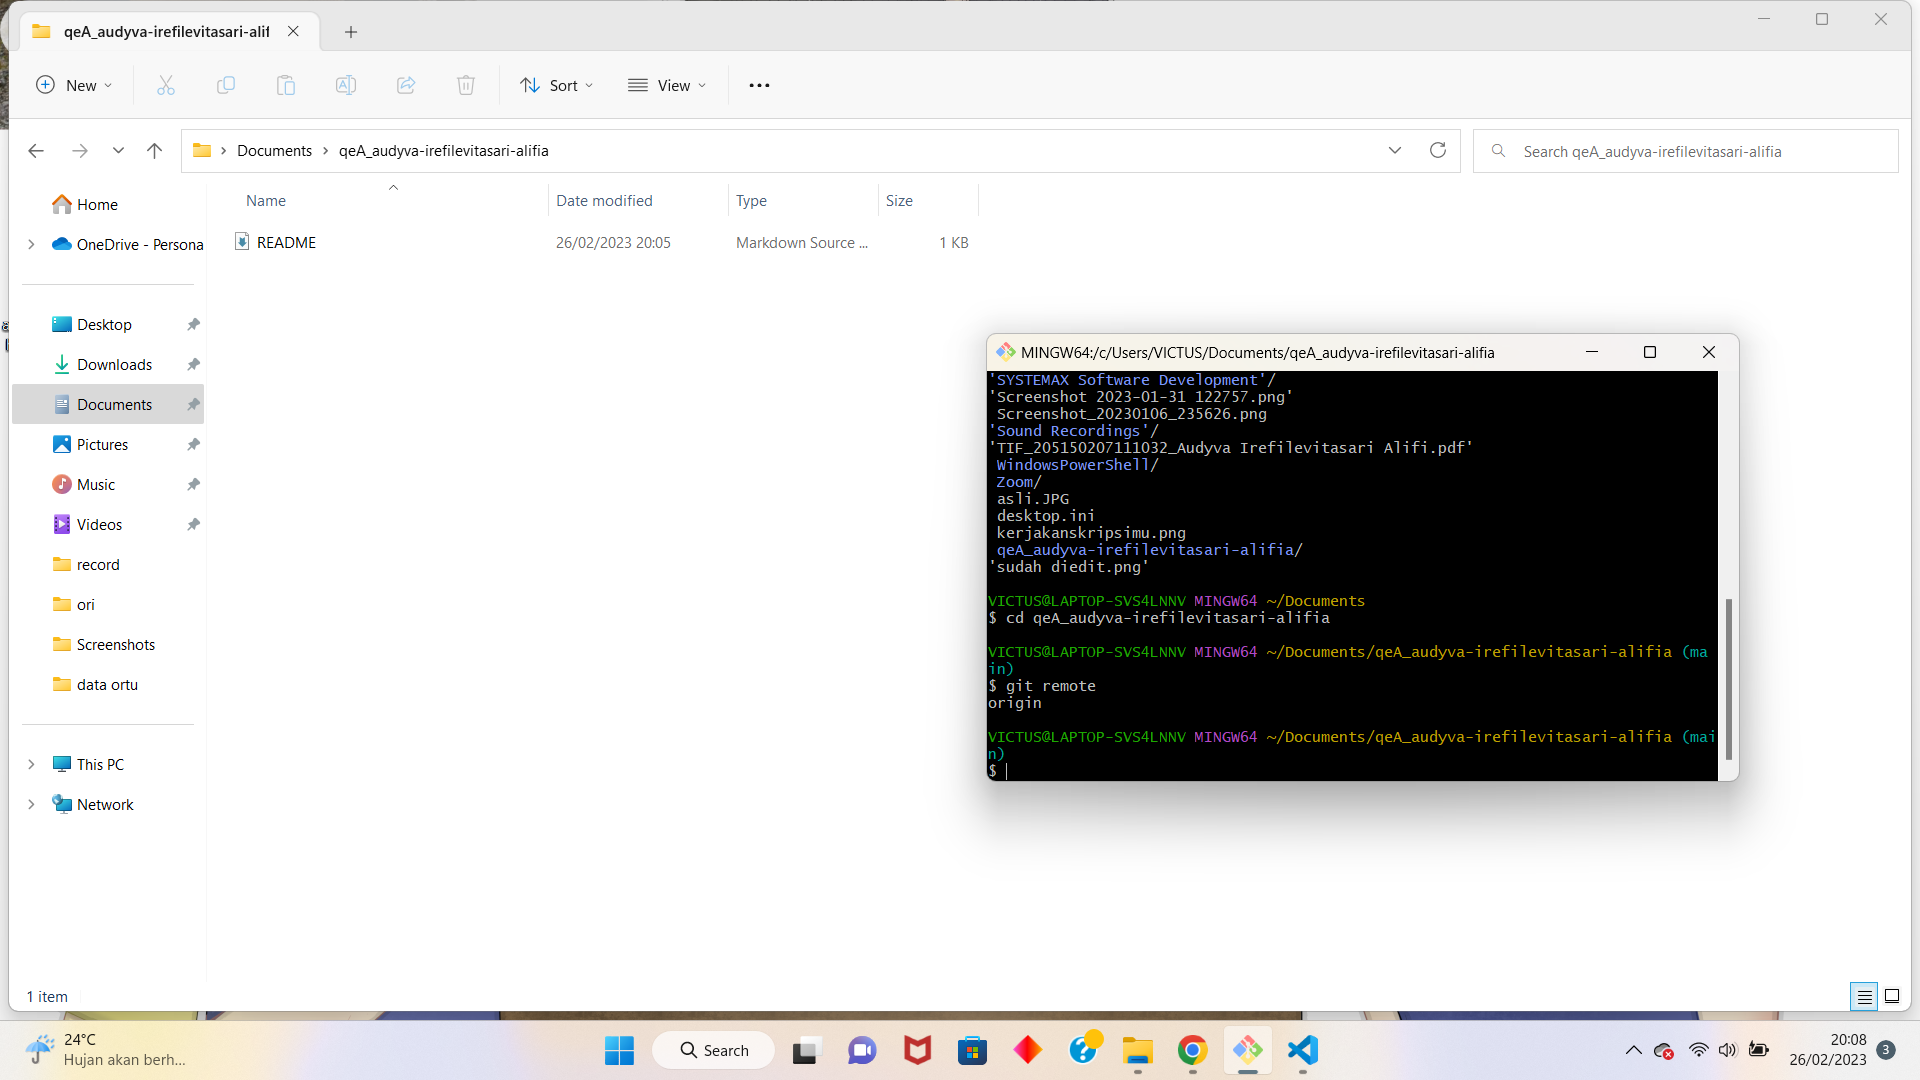 qeA_audyva-irefilevitasari-alif
New
Sort
View
Documents > qeA_audyva-irefilevitasari-alifia
Search qeA_audyva-irefilevitasari-alifia
Name Date modified Type Size
README 26/02/2023 20:05 Markdown Source ... 1 KB
Home
OneDrive - Persona
Desktop
Downloads
Documents
Pictures
Music
Videos
record
ori
Screenshots
data ortu
This PC
Network
1 item
MINGW64:/c/Users/VICTUS/Documents/qeA_audyva-irefilevitasari-alifia
'SYSTEMAX Software Development'/
'Screenshot 2023-01-31 122757.png'
Screenshot_20230106_235626.png
'Sound Recordings'/
'TIF_205150207111032_Audyva Irefilevitasari Alifi.pdf'
WindowsPowerShell/
Zoom/
asli.JPG
desktop.ini
kerjakanskripsimu.png
qeA_audyva-irefilevitasari-alifia/
'sudah diedit.png'
VICTUS@LAPTOP-SVS4LNNV MINGW64 ~/Documents
$ cd qeA_audyva-irefilevitasari-alifia
VICTUS@LAPTOP-SVS4LNNV MINGW64 ~/Documents/qeA_audyva-irefilevitasari-alifia (ma
in)
$ git remote
origin
VICTUS@LAPTOP-SVS4LNNV MINGW64 ~/Documents/qeA_audyva-irefilevitasari-alifia (mai
n)
$
24°C
Hujan akan berh...
Search
20:08
26/02/2023
3